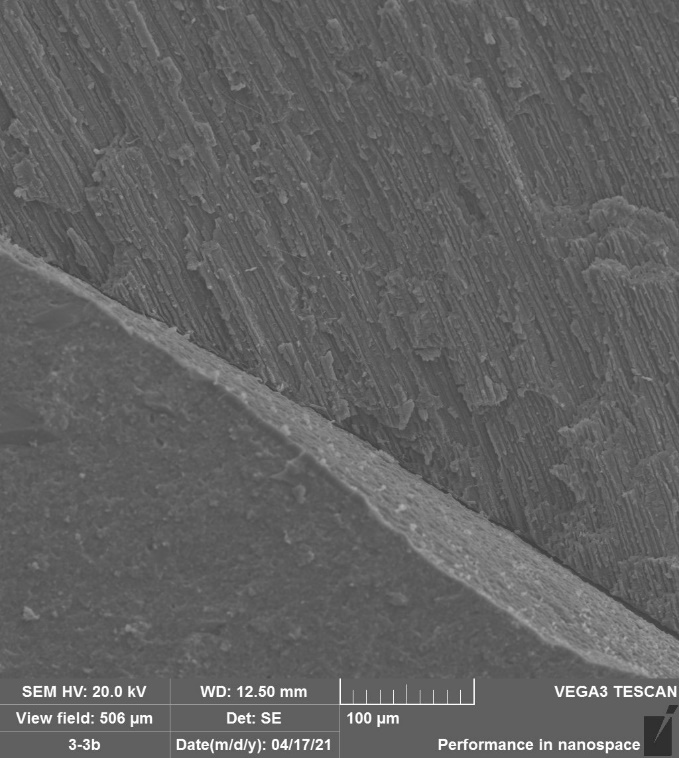 SEM HV: 20.0 kV WD: 12.50 mm VEGA3 TESCAN
View field: 506 µm Det: SE 100 µm
3-3b Date(m/d/y): 04/17/21 Performance in nanospace